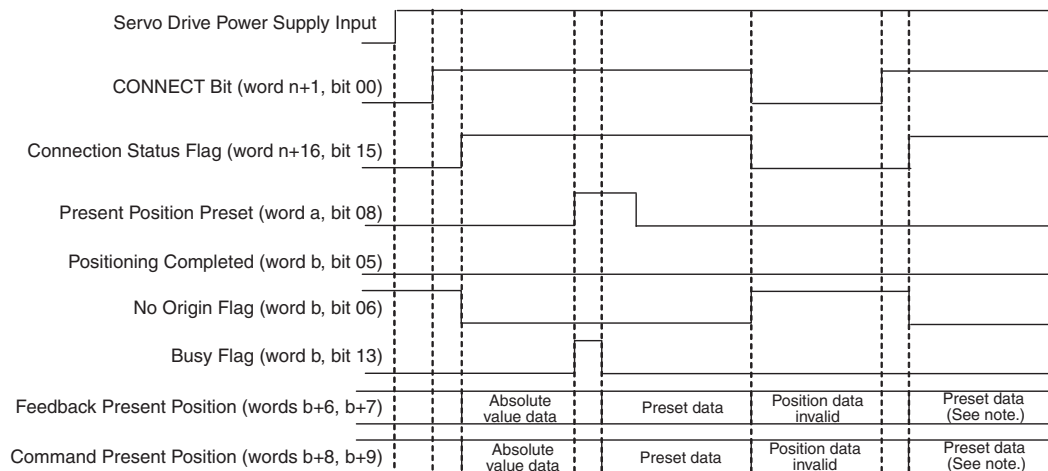 Servo Drive Power Supply Input
CONNECT Bit (word n+1, bit 00)
Connection Status Flag (word n+16, bit 15)
Present Position Preset (word a, bit 08)
Positioning Completed (word b, bit 05)
No Origin Flag (word b, bit 06)
Busy Flag (word b, bit 13)
Feedback Present Position (words b+6, b+7)
Absolute
value data
Preset data
Position data
invalid
Preset data
(See note.)
Command Present Position (words b+8, b+9)
Absolute
value data
Preset data
Position data
invalid
Preset data
(See note.)